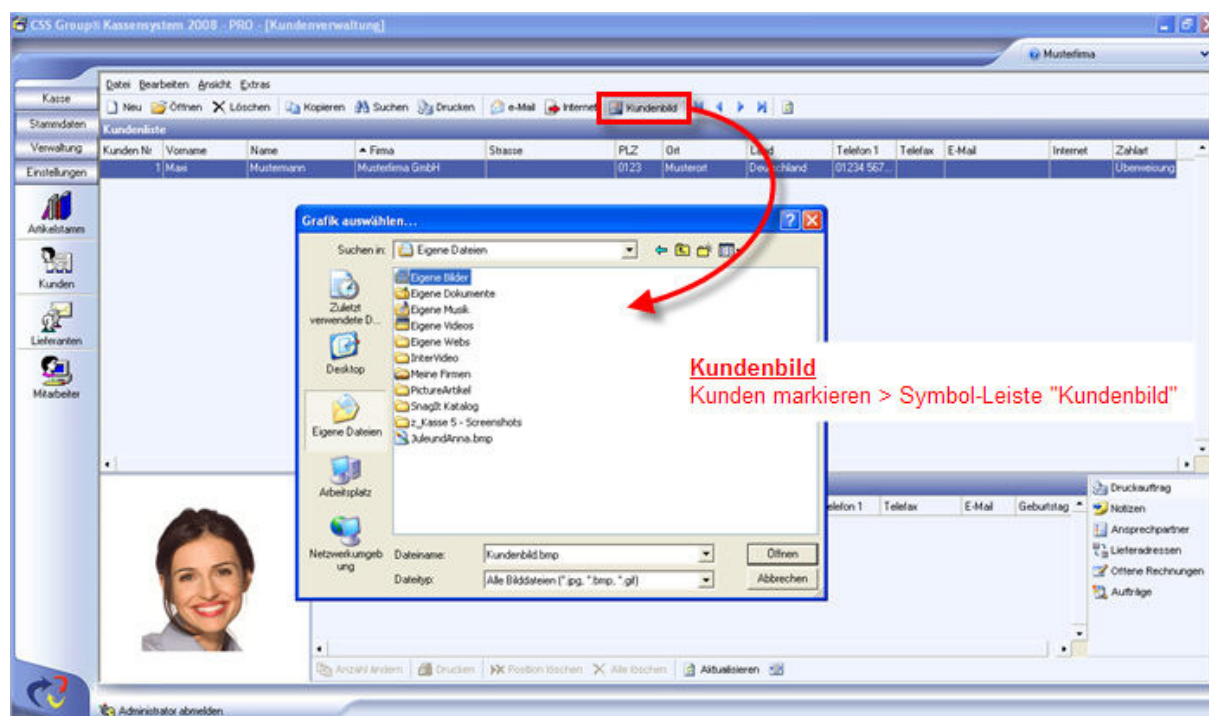 CSS Group® Kassensystem 2008 - PRO - [Kundenverwaltung]
Musterfirma
Datei Bearbeiten Ansicht Extras
Neu Öffnen Löschen Kopieren Suchen Drucken e-Mail Internet Kundenbild
Kasse
Stammdaten
Verwaltung
Einstellungen
Artikelstamm
Kunden
Lieferanten
Mitarbeiter
Kundenliste
Kunden Nr Vorname Name Firma Strasse PLZ Ort Land Telefon 1 Telefax E-Mail Internet Zahlart
1 Maxi Mustermann Musterfirma GmbH 0123 Musterort Deutschland 01234 567... Überweisung
Grafik auswählen...
Suchen in: Eigene Dateien
Zuletzt
verwendete D...
Desktop
Eigene Dateien
Arbeitsplatz
Netzwerkumgeb
ung
Eigene Bilder
Eigene Dokumente
Eigene Musik
Eigene Videos
Eigene Webs
InterVideo
Meine Firmen
PictureArtikel
SnagIt Katalog
z_Kasse 5 - Screenshots
JuleundAnna.bmp
Dateiname: Kundenbild.bmp Öffnen
Dateityp: Alle Bilddateien (*.jpg, *.bmp, *.gif) Abbrechen
Kundenbild
Kunden markieren > Symbol-Leiste "Kundenbild"
elefon 1 Telefax E-Mail Geburtstag
Druckauftrag
Notizen
Ansprechpartner
Lieferadressen
Offene Rechnungen
Aufträge
Anzahl ändern Drucken Position löschen Alle löschen Aktualisieren
Administrator abmelden